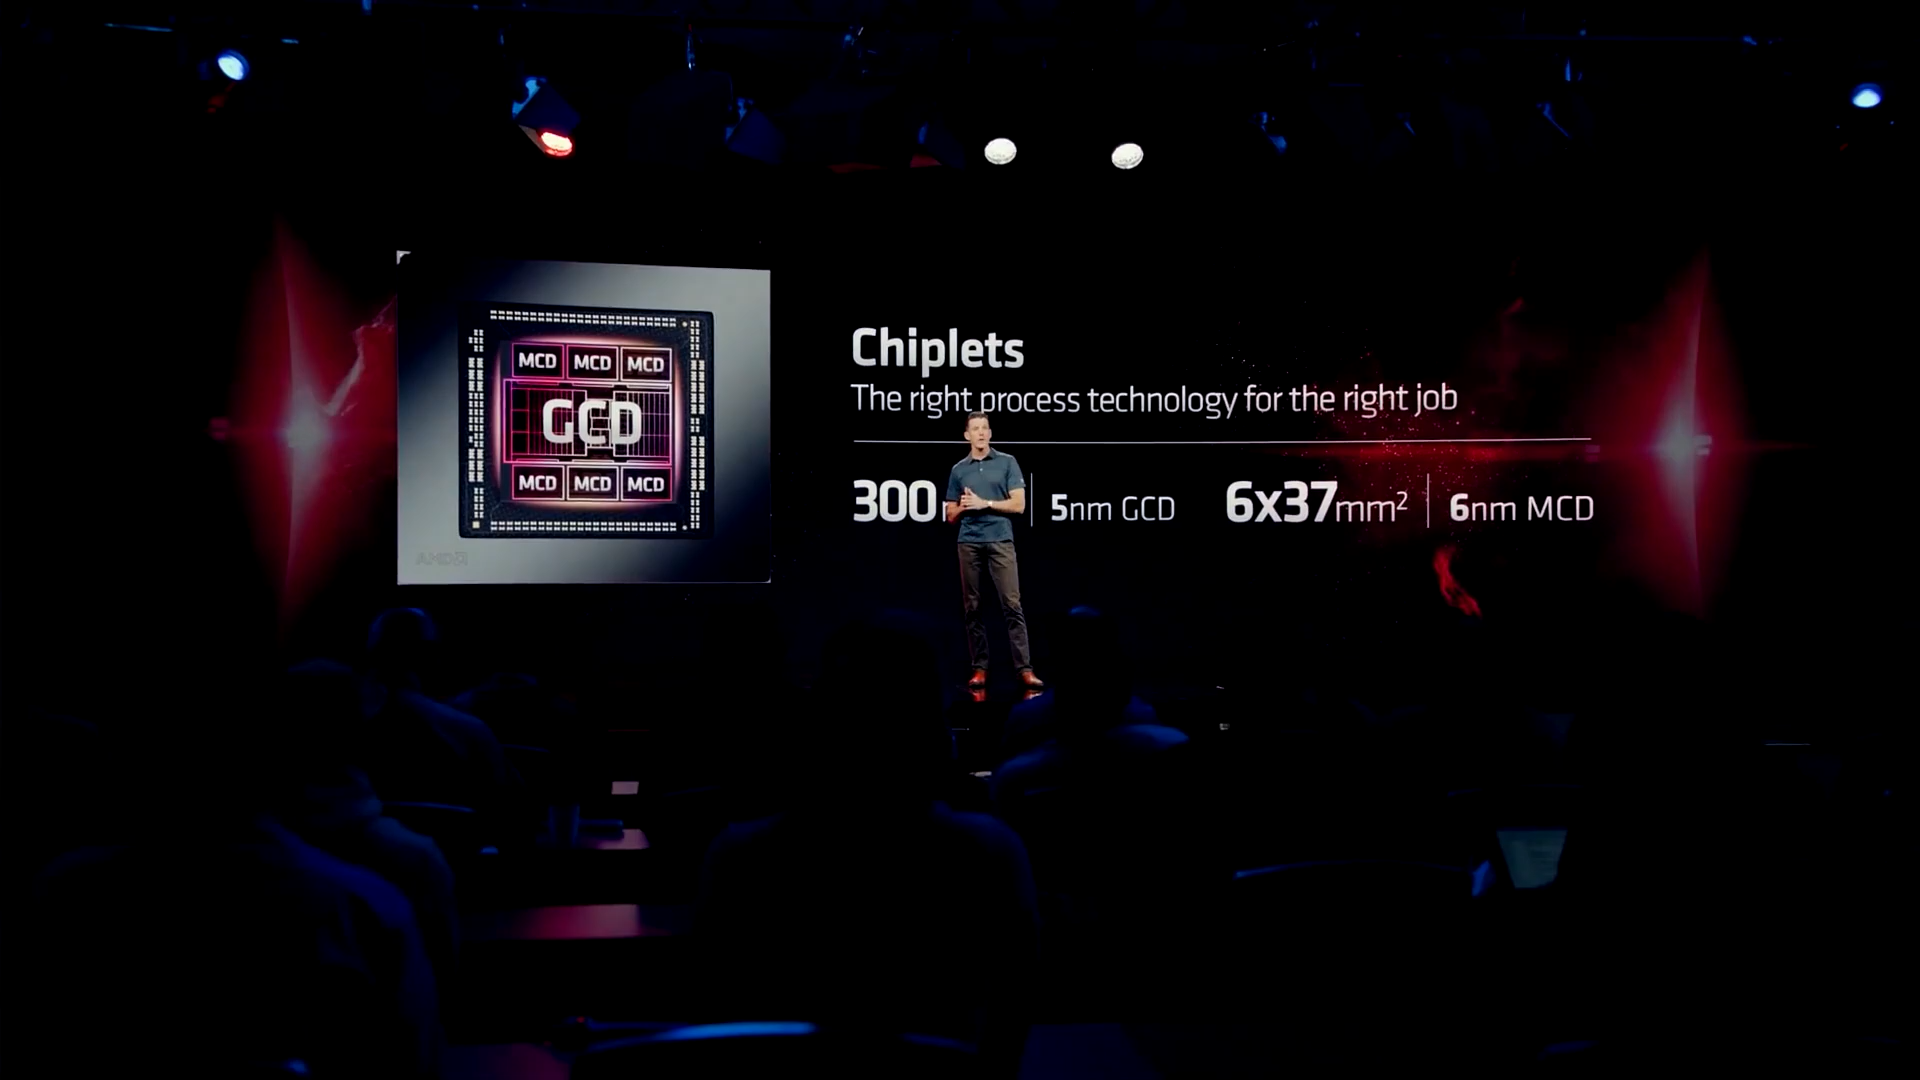 MCD MCD MCD
GCD
MCD MCD MCD
AMD
Chiplets
The right process technology for the right job
300
5nm GCD
6x37mm²
6nm MCD